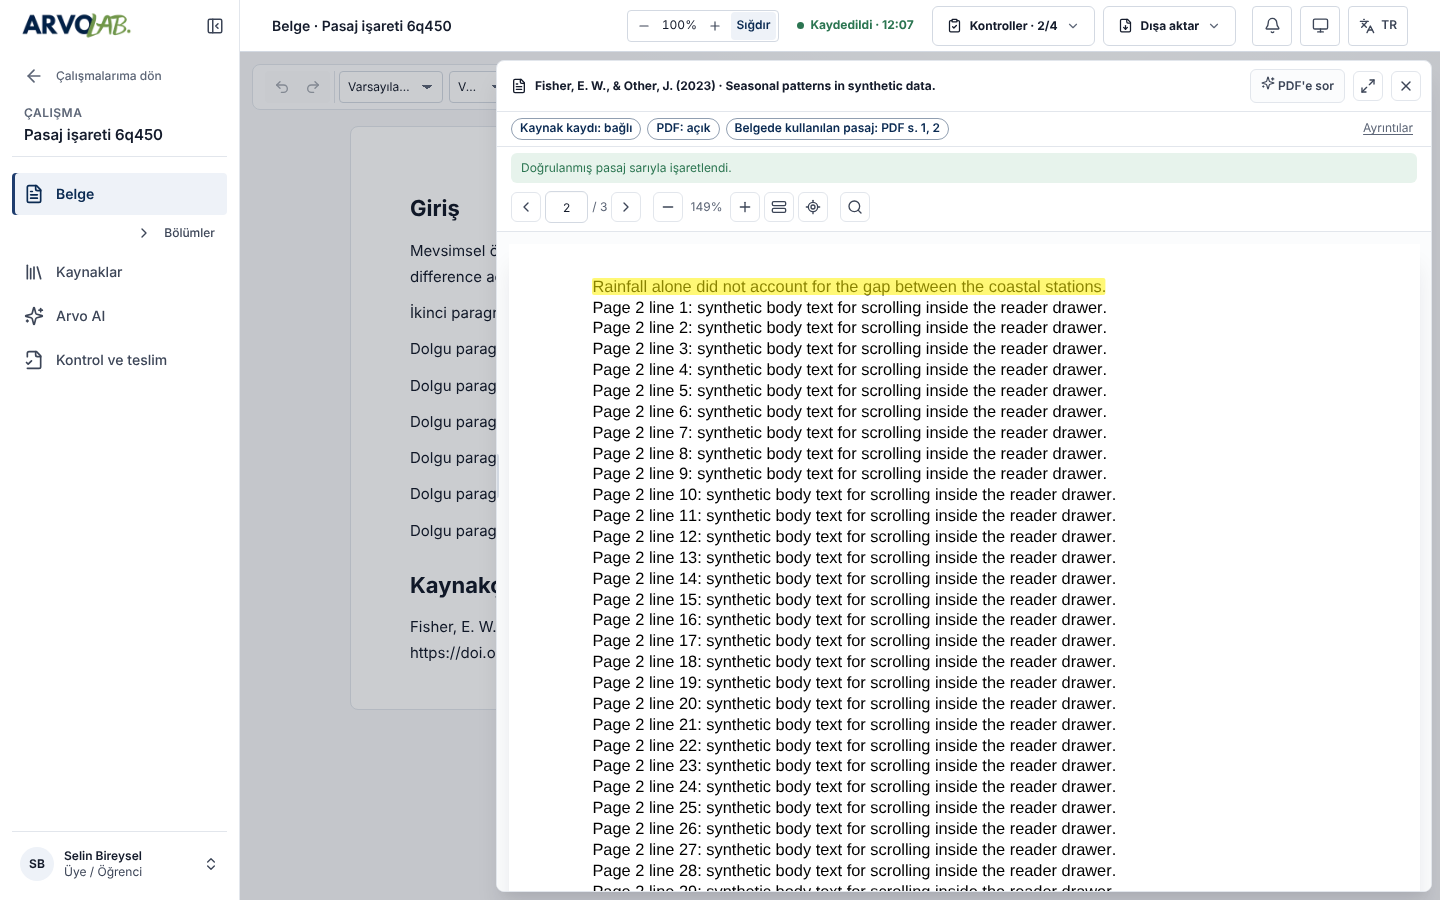 ARVOLAB.
Çalışmalarıma dön
ÇALIŞMA
Pasaj işareti 6q450
Belge
Bölümler
Kaynaklar
Arvo AI
Kontrol ve teslim
SB
Selin Bireysel
Üye / Öğrenci
Belge · Pasaj işareti 6q450
100%
Sığdır
Kaydedildi · 12:07
Kontroller · 2/4
Dışa aktar
TR
Varsayıla...
V...
Giriş
Mevsimsel
difference
İkinci
Dolgu
Dolgu
Dolgu
Dolgu
Dolgu
Dolgu
Fisher, E. W.
Fisher, E. W., & Other, J. (2023) · Seasonal patterns in synthetic data.
PDF'e sor
Kaynak kaydı: bağlı
PDF: açık
Belgede kullanılan pasaj: PDF s. 1, 2
Ayrıntılar
Doğrulanmış pasaj sarıyla işaretlendi.
2 / 3
149%
Rainfall alone did not account for the gap between the coastal stations.
Page 2 line 1: synthetic body text for scrolling inside the reader drawer.
Page 2 line 2: synthetic body text for scrolling inside the reader drawer.
Page 2 line 3: synthetic body text for scrolling inside the reader drawer.
Page 2 line 4: synthetic body text for scrolling inside the reader drawer.
Page 2 line 5: synthetic body text for scrolling inside the reader drawer.
Page 2 line 6: synthetic body text for scrolling inside the reader drawer.
Page 2 line 7: synthetic body text for scrolling inside the reader drawer.
Page 2 line 8: synthetic body text for scrolling inside the reader drawer.
Page 2 line 9: synthetic body text for scrolling inside the reader drawer.
Page 2 line 10: synthetic body text for scrolling inside the reader drawer.
Page 2 line 11: synthetic body text for scrolling inside the reader drawer.
Page 2 line 12: synthetic body text for scrolling inside the reader drawer.
Page 2 line 13: synthetic body text for scrolling inside the reader drawer.
Page 2 line 14: synthetic body text for scrolling inside the reader drawer.
Page 2 line 15: synthetic body text for scrolling inside the reader drawer.
Page 2 line 16: synthetic body text for scrolling inside the reader drawer.
Page 2 line 17: synthetic body text for scrolling inside the reader drawer.
Page 2 line 18: synthetic body text for scrolling inside the reader drawer.
Page 2 line 19: synthetic body text for scrolling inside the reader drawer.
Page 2 line 20: synthetic body text for scrolling inside the reader drawer.
Page 2 line 21: synthetic body text for scrolling inside the reader drawer.
Page 2 line 22: synthetic body text for scrolling inside the reader drawer.
Page 2 line 23: synthetic body text for scrolling inside the reader drawer.
Page 2 line 24: synthetic body text for scrolling inside the reader drawer.
Page 2 line 25: synthetic body text for scrolling inside the reader drawer.
Page 2 line 26: synthetic body text for scrolling inside the reader drawer.
Page 2 line 27: synthetic body text for scrolling inside the reader drawer.
Page 2 line 28: synthetic body text for scrolling inside the reader drawer.
Page 2 line 29: synthetic body text for scrolling inside the reader drawer.